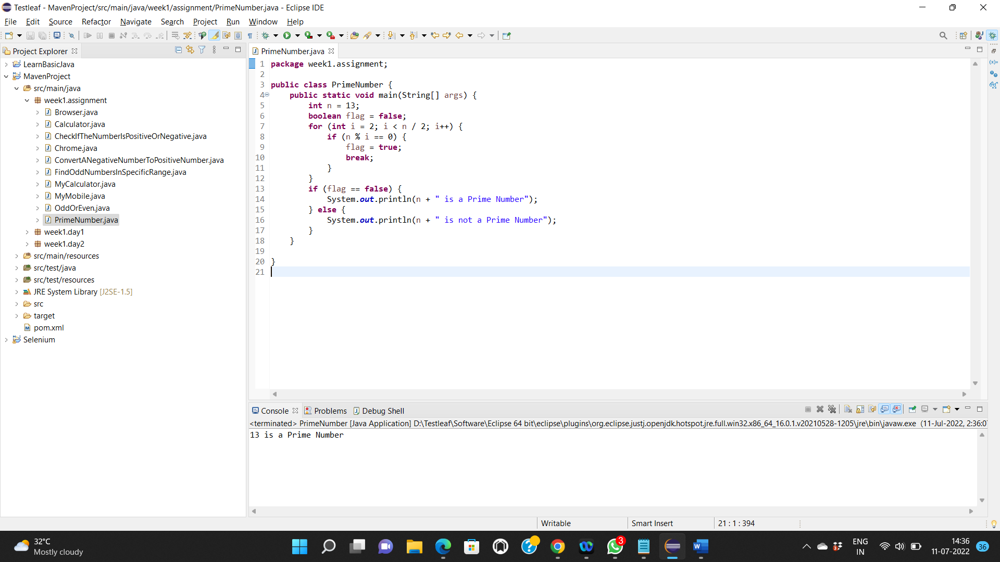 Testleaf - MavenProject/src/main/java/week1/assignment/PrimeNumber.java - Eclipse IDE
File Edit Source Refactor Navigate Search Project Run Window Help
Project Explorer
LearnBasicJava
MavenProject
src/main/java
week1.assignment
Browser.java
Calculator.java
CheckIfTheNumberIsPositiveOrNegative.java
Chrome.java
ConvertANegativeNumberToPositiveNumber.java
FindOddNumbersInSpecificRange.java
MyCalculator.java
MyMobile.java
OddOrEven.java
PrimeNumber.java
week1.day1
week1.day2
src/main/resources
src/test/java
src/test/resources
JRE System Library [J2SE-1.5]
src
target
pom.xml
Selenium
PrimeNumber.java
1 package week1.assignment;
2
3 public class PrimeNumber {
4 public static void main(String[] args) {
5 int n = 13;
6 boolean flag = false;
7 for (int i = 2; i < n / 2; i++) {
8 if (n % i == 0) {
9 flag = true;
10 break;
11 }
12 }
13 if (flag == false) {
14 System.out.println(n + " is a Prime Number");
15 } else {
16 System.out.println(n + " is not a Prime Number");
17 }
18 }
19
20 }
21
Console Problems Debug Shell
<terminated> PrimeNumber [Java Application] D:\Testleaf\Software\Eclipse 64 bit\eclipse\plugins\org.eclipse.justj.openjdk.hotspot.jre.full.win32.x86_64_16.0.1.v20210528-1205\jre\bin\javaw.exe (11-Jul-2022, 2:36:0
13 is a Prime Number
Writable Smart Insert 21 : 1 : 394
32°C
Mostly cloudy
3
ENG
IN
14:36
11-07-2022
36